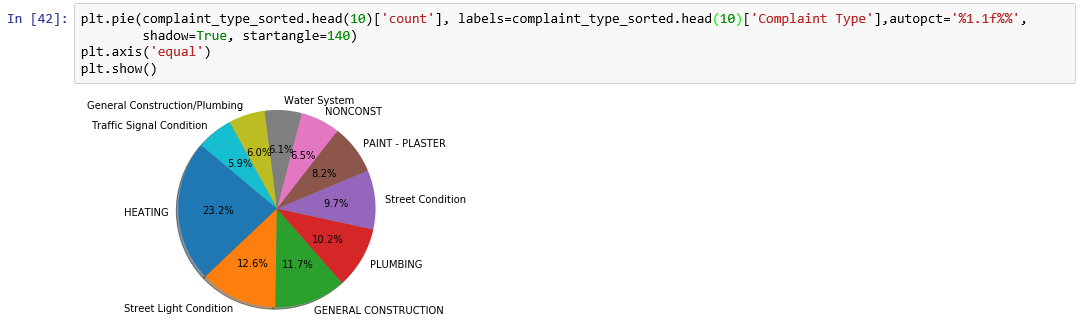 In [42]: plt.pie(complaint_type_sorted.head(10)['count'], labels=complaint_type_sorted.head(10)['Complaint Type'],autopct='%1.1f%%',
shadow=True, startangle=140)
plt.axis('equal')
plt.show()
Water System
General Construction/Plumbing
NONCONST
Traffic Signal Condition
PAINT - PLASTER
6.0%
6.1%
6.5%
5.9%
8.2%
Street Condition
9.7%
HEATING
23.2%
10.2%
12.6%
11.7%
PLUMBING
Street Light Condition
GENERAL CONSTRUCTION